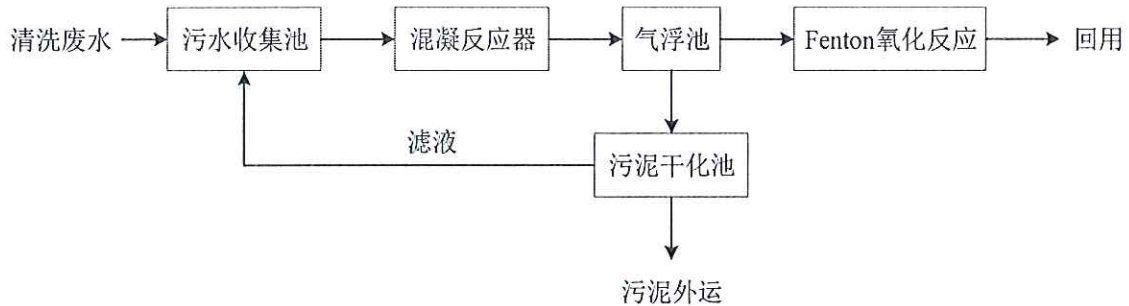 清洗废水
污水收集池
混凝反应器
气浮池
Fenton氧化反应
回用
滤液
污泥干化池
污泥外运